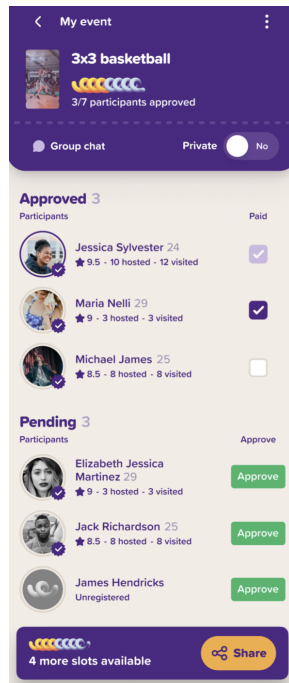 My event
3x3 basketball
3/7 participants approved
Group chat
Private
No
Approved 3
Participants
Paid
Jessica Sylvester 24
9.5 - 10 hosted - 12 visited
Maria Nelli 29
9 - 3 hosted - 3 visited
Michael James 25
8.5 - 8 hosted - 8 visited
Pending 3
Participants
Approve
Elizabeth Jessica
Martinez 29
9 - 3 hosted - 3 visited
Approve
Jack Richardson 25
8.5 - 8 hosted - 8 visited
Approve
James Hendricks
Unregistered
Approve
4 more slots available
Share